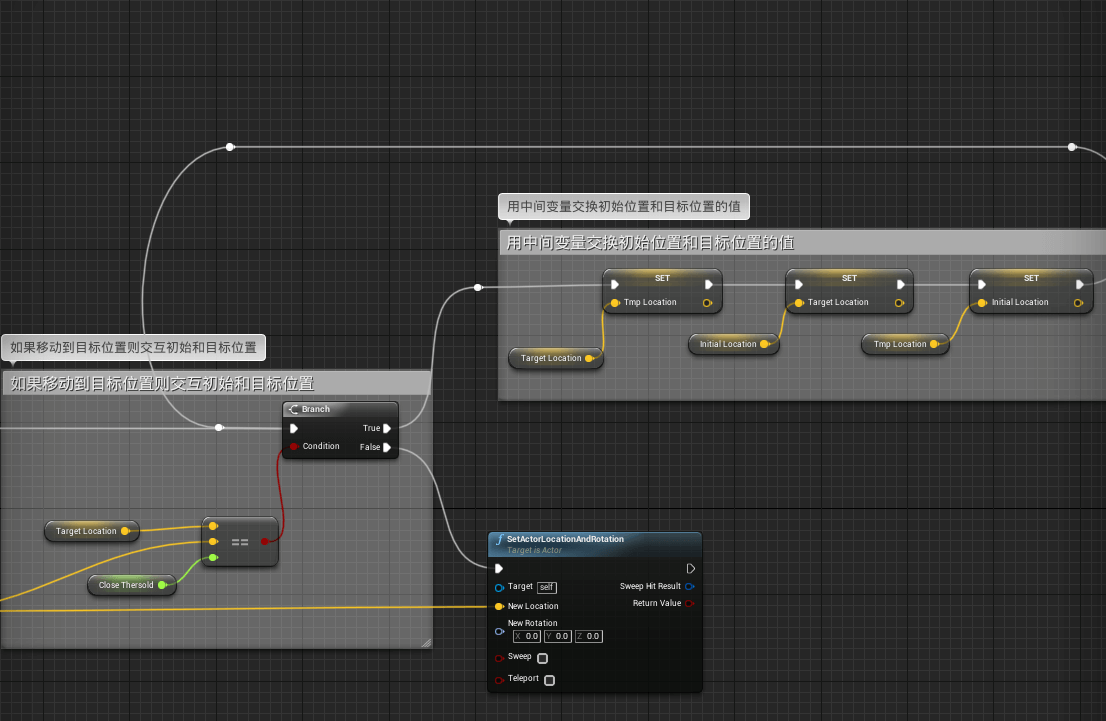 用中间变量交换初始位置和目标位置的值
用中间变量交换初始位置和目标位置的值
SET
SET
SET
Tmp Location
Target Location
Initial Location
Target Location
Initial Location
Tmp Location
如果移动到目标位置则交互初始和目标位置
如果移动到目标位置则交互初始和目标位置
Branch
True
Condition
False
Target Location
==
Close Thersold
f SetActorLocationAndRotation
Target is Actor
Target self
Sweep Hit Result
New Location
Return Value
New Rotation
X 0.0 Y 0.0 Z 0.0
Sweep
Teleport